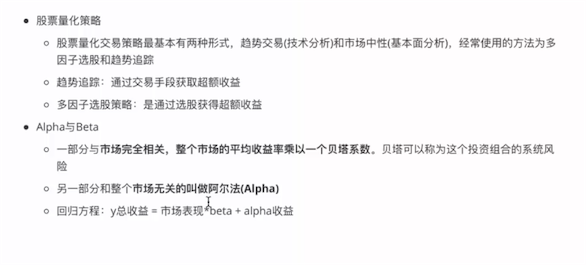 股票量化策略
股票量化交易策略最基本有两种形式，趋势交易(技术分析)和市场中性(基本面分析)，经常使用的方法为多
因子选股和趋势追踪
趋势追踪：通过交易手段获取超额收益
多因子选股策略：是通过选股获得超额收益
Alpha与Beta
一部分与市场完全相关，整个市场的平均收益率乘以一个贝塔系数。贝塔可以称为这个投资组合的系统风
险
另一部分和整个市场无关的叫做阿尔法(Alpha)
回归方程：y总收益 = 市场表现*beta + alpha收益